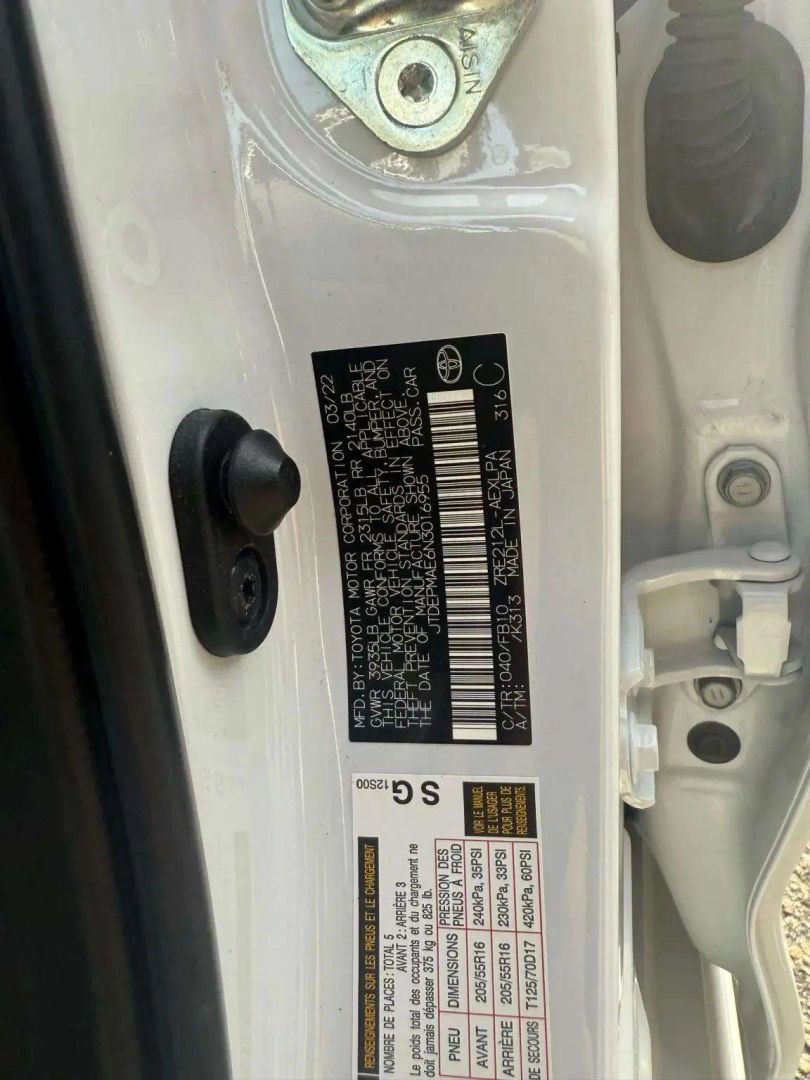 AISIN
MFD. BY: TOYOTA MOTOR CORPORATION 03/22
GVWR 3935LB GAWR FR 2315LB RR 2140LB
THIS VEHICLE CONFORMS TO ALL APPLICABLE
FEDERAL MOTOR VEHICLE SAFETY, BUMPER, AND
THEFT PREVENTION STANDARDS IN EFFECT ON
THE DATE OF MANUFACTURE SHOWN ABOVE.
JTDEPMAE6N3016955 PASS. CAR
C/TR: 040/FB10 ZRE212L-AEXLPA
A/TM: /K313 MADE IN JAPAN 316 C
RENSEIGNEMENTS SUR LES PNEUS ET LE CHARGEMENT
SG
12S00
NOMBRE DE PLACES: TOTAL 5
AVANT 2: ARRIÈRE 3
Le poids total des occupants et du chargement ne
doit jamais dépasser 375 kg ou 825 lb.
PNEU DIMENSIONS PRESSION DES PNEUS À FROID
AVANT 205/55R16 240kPa, 35PSI
ARRIÈRE 205/55R16 230kPa, 33PSI
DE SECOURS T125/70D17 420kPa, 60PSI
VOIR LE MANUEL
DE L'USAGER
POUR PLUS DE
RENSEIGNEMENTS.